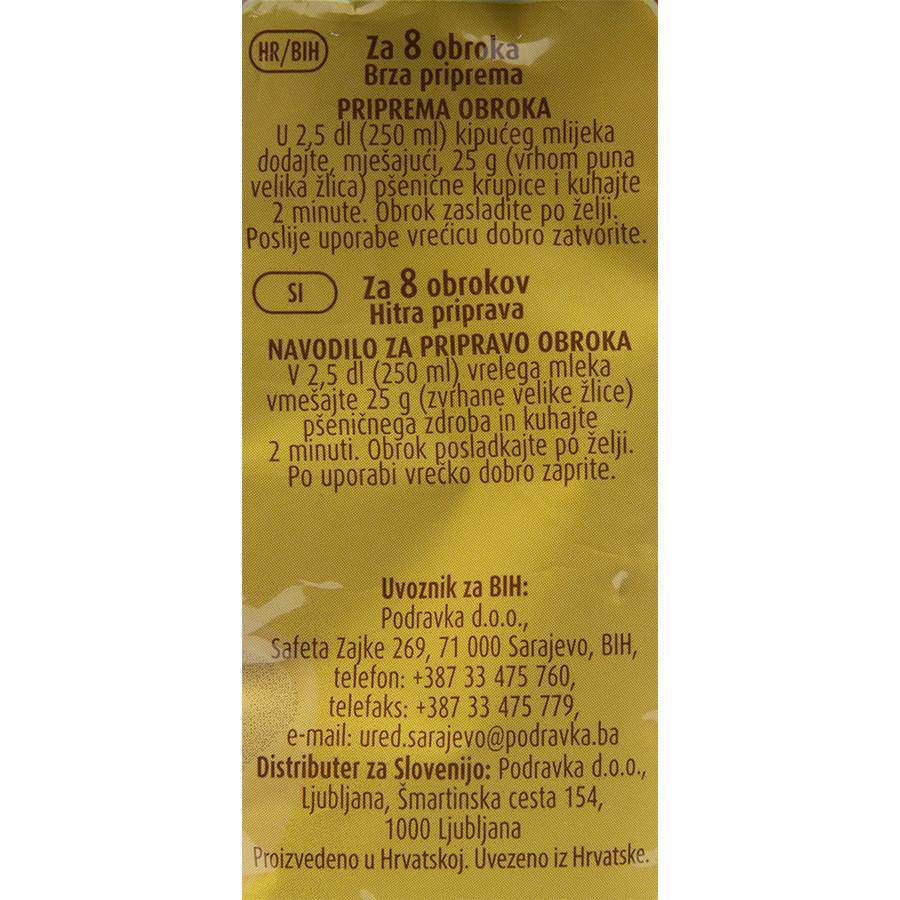 HR/BIH
Za 8 obroka
Brza priprema
PRIPREMA OBROKA
U 2,5 dl (250 ml) kipućeg mlijeka
dodajte, mješajući, 25 g (vrhom puna
velika žlica) pšenične krupice i kuhajte
2 minute. Obrok zasladite po želji.
Poslije uporabe vrećicu dobro zatvorite.
SI
Za 8 obrokov
Hitra priprava
NAVODILO ZA PRIPRAVO OBROKA
V 2,5 dl (250 ml) vrelega mleka
vmešajte 25 g (zvrhane velike žlice)
pšeničnega zdroba in kuhajte
2 minuti. Obrok posladkajte po želji.
Po uporabi vrečko dobro zaprite.
Uvoznik za BIH:
Podravka d.o.o.,
Safeta Zajke 269, 71 000 Sarajevo, BIH,
telefon: +387 33 475 760,
telefaks: +387 33 475 779,
e-mail: ured.sarajevo@podravka.ba
Distributer za Slovenijo: Podravka d.o.o.,
Ljubljana, Šmartinska cesta 154,
1000 Ljubljana
Proizvedeno u Hrvatskoj. Uvezeno iz Hrvatske.